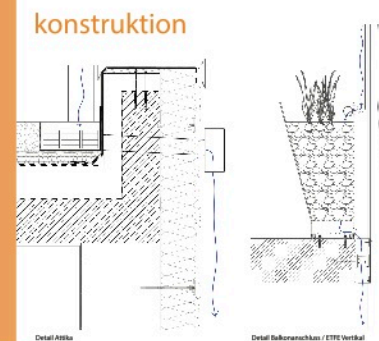 konstruktion
Detail Attika
Detail Balkonanschluss / ETFE Vertikal